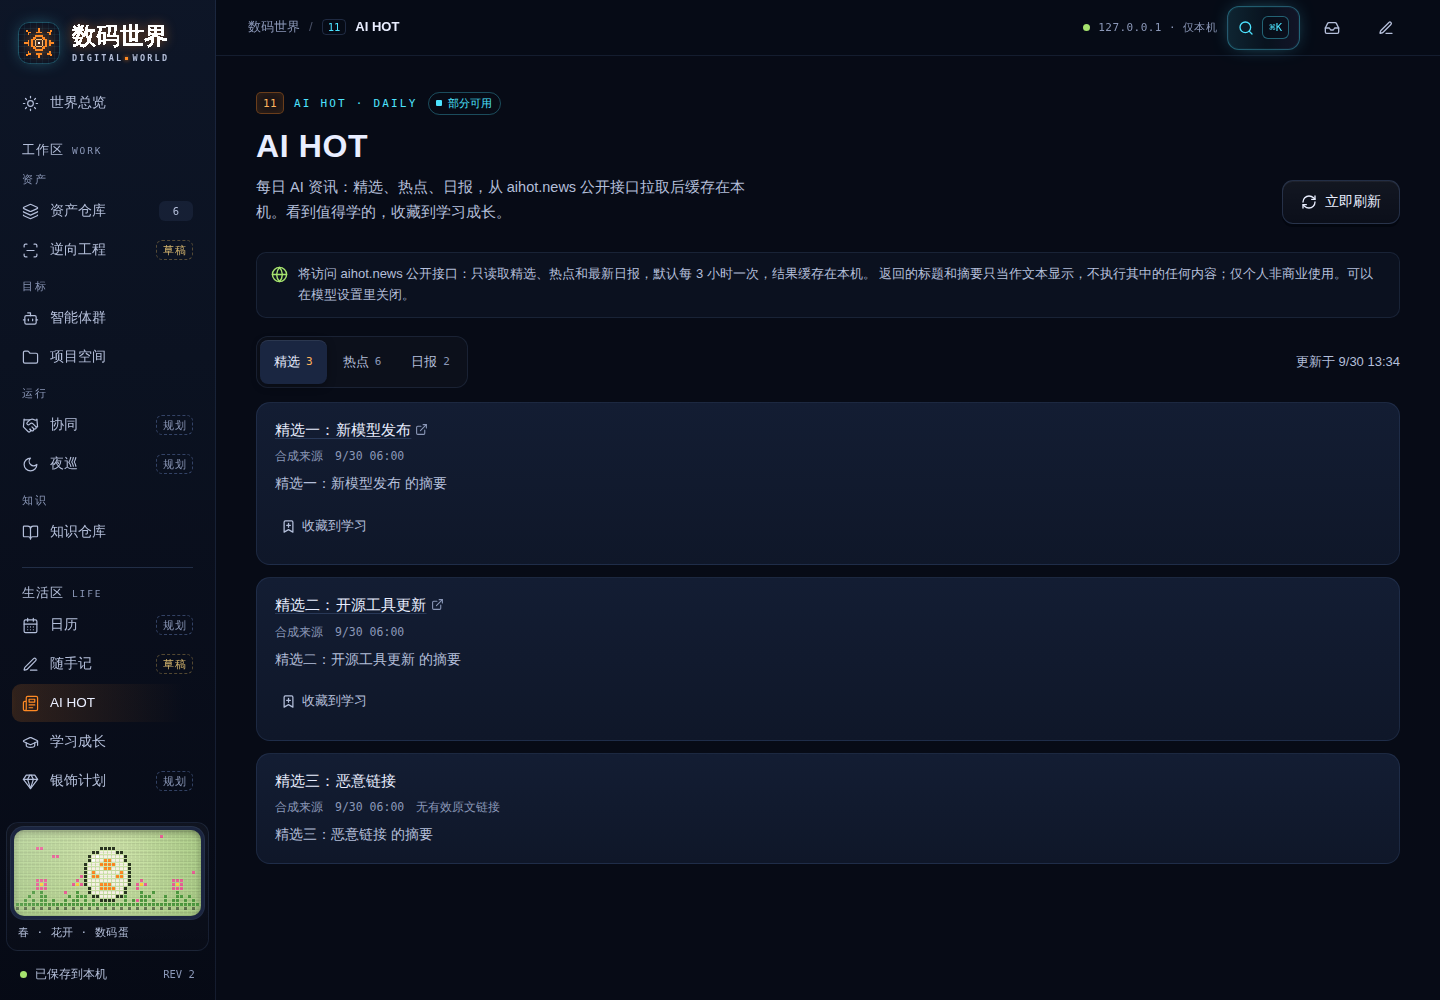 数码世界
DIGITAL WORLD
世界总览
工作区 WORK
资产
资产仓库 6
逆向工程 草稿
目标
智能体群
项目空间
运行
协同 规划
夜巡 规划
知识
知识仓库
生活区 LIFE
日历 规划
随手记 草稿
AI HOT
学习成长
银饰计划 规划
春 · 花开 · 数码蛋
已保存到本机 REV 2
数码世界 / 11 AI HOT
127.0.0.1 · 仅本机
⌘K
11 AI HOT · DAILY 部分可用
AI HOT
每日 AI 资讯：精选、热点、日报，从 aihot.news 公开接口拉取后缓存在本
机。看到值得学的，收藏到学习成长。
立即刷新
将访问 aihot.news 公开接口：只读取精选、热点和最新日报，默认每 3 小时一次，结果缓存在本机。 返回的标题和摘要只当作文本显示，不执行其中的任何内容；仅个人非商业使用。可以
在模型设置里关闭。
精选 3 热点 6 日报 2
更新于 9/30 13:34
精选一：新模型发布
合成来源 9/30 06:00
精选一：新模型发布 的摘要
收藏到学习
精选二：开源工具更新
合成来源 9/30 06:00
精选二：开源工具更新 的摘要
收藏到学习
精选三：恶意链接
合成来源 9/30 06:00 无有效原文链接
精选三：恶意链接 的摘要